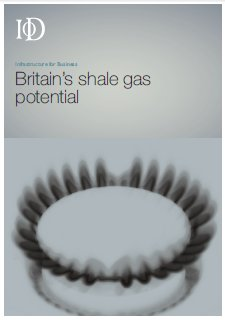 IoD
Infrastructure for Business
Britain's shale gas
potential